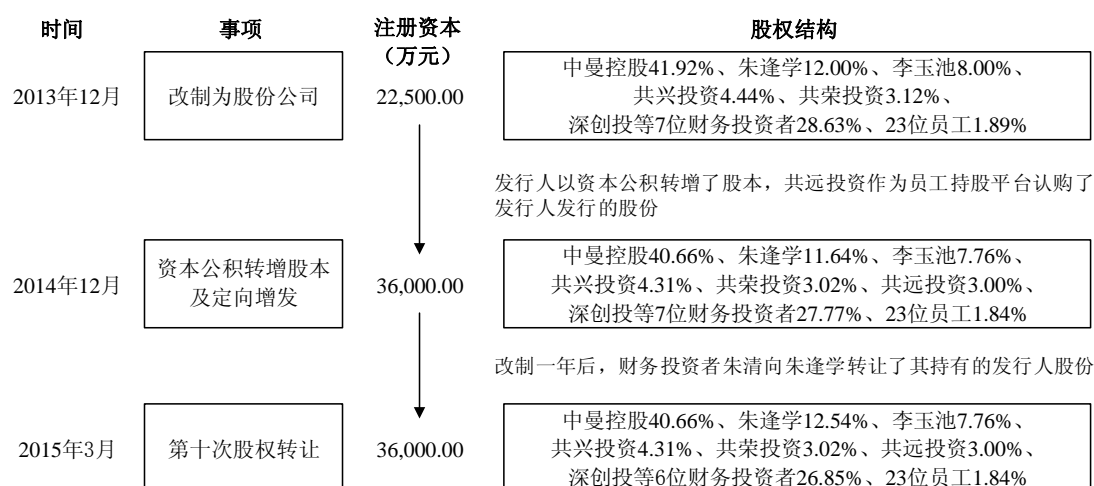 时间 事项 注册资本 股权结构
（万元）
中曼控股41.92%、朱逢学12.00%、李玉池8.00%、
2013年12月 改制为股份公司 22,500.00 共兴投资4.44%、共荣投资3.12%、
深创投等7位财务投资者28.63%、23位员工1.89%
发行人以资本公积转增了股本，共远投资作为员工持股平台认购了
发行人发行的股份
中曼控股40.66%、朱逢学11.64%、李玉池7.76%、
2014年12月 资本公积转增股本 36,000.00 共兴投资4.31%、共荣投资3.02%、共远投资3.00%、
及定向增发 深创投等7位财务投资者27.77%、23位员工1.84%
改制一年后，财务投资者朱清向朱逢学转让了其持有的发行人股份
中曼控股40.66%、朱逢学12.54%、李玉池7.76%、
2015年3月 第十次股权转让 36,000.00 共兴投资4.31%、共荣投资3.02%、共远投资3.00%、
深创投等6位财务投资者26.85%、23位员工1.84%